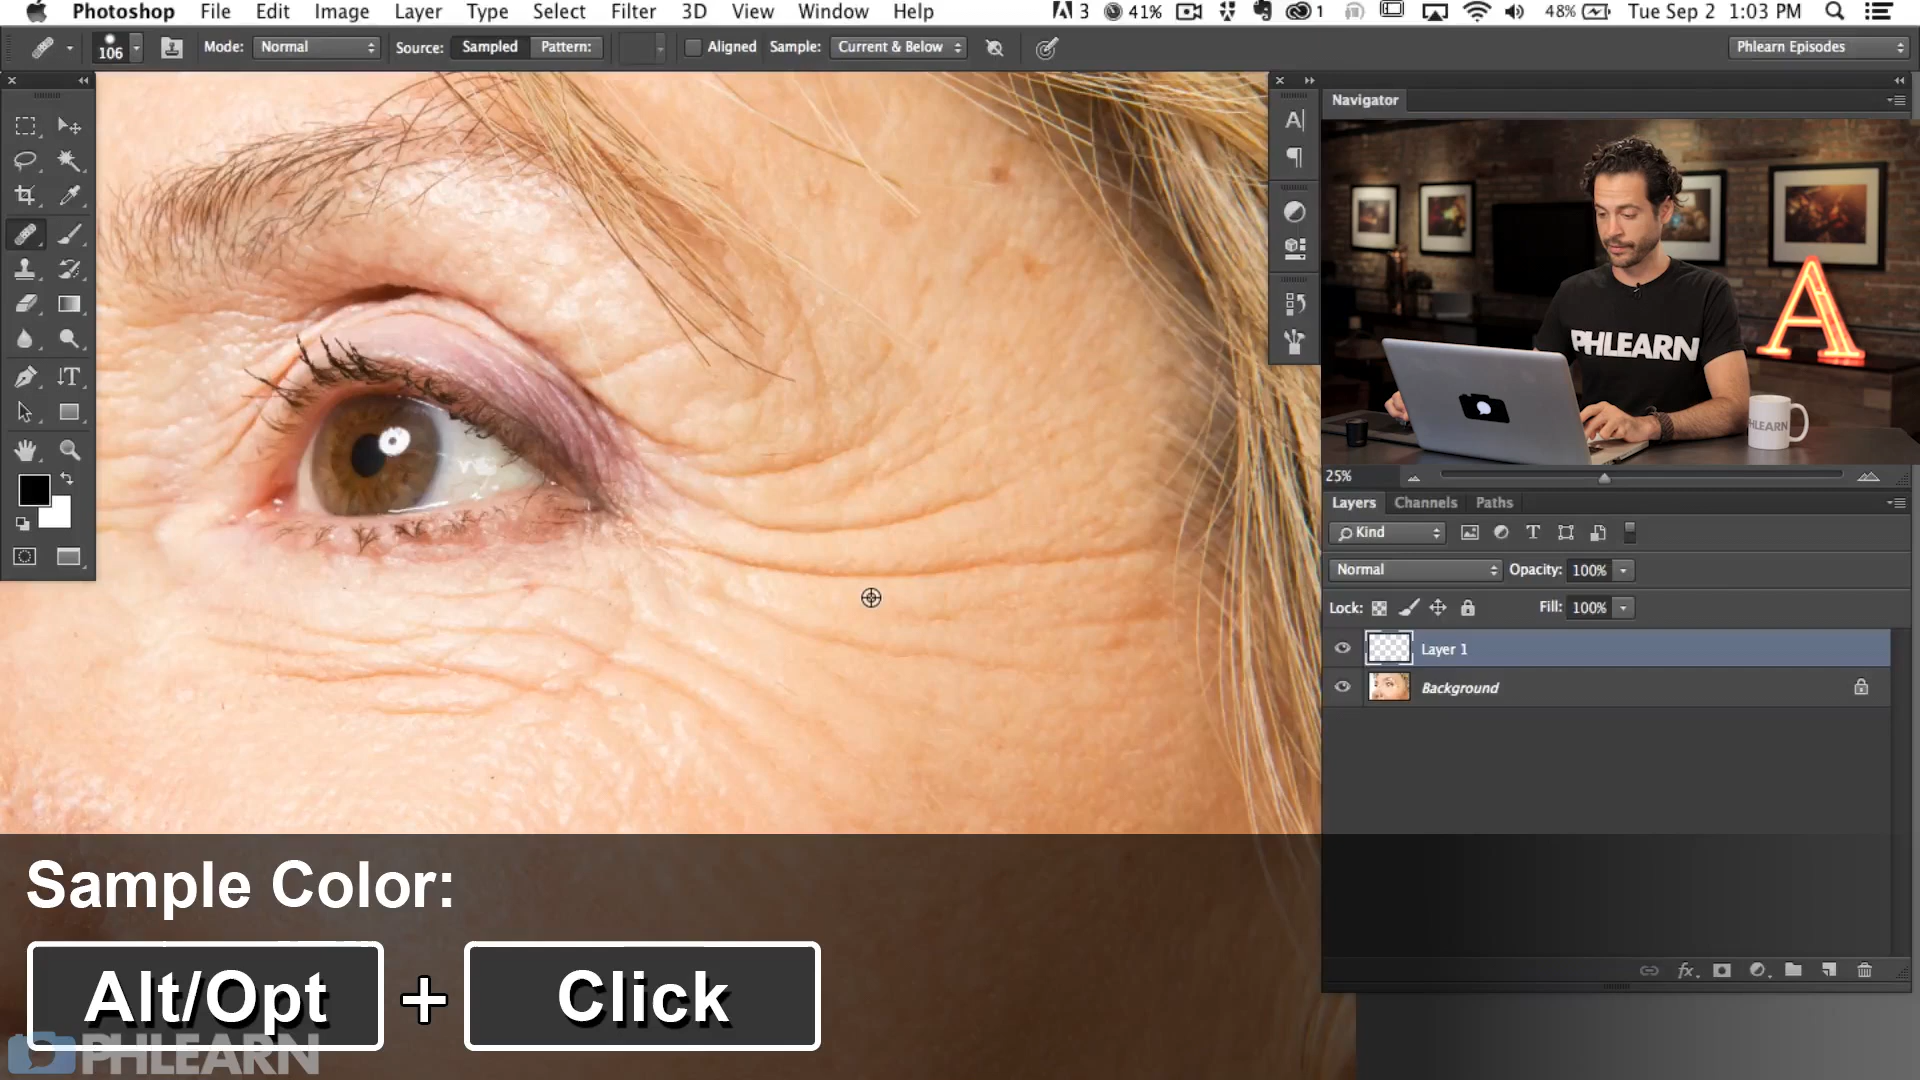 Photoshop File Edit Image Layer Type Select Filter 3D View Window Help 3 41% 1 48% Tue Sep 2 1:03 PM
106 Mode: Normal Source: Sampled Pattern: Aligned Sample: Current & Below Phlearn Episodes
Navigator
A
PHLEARN
HLEARN
25%
Layers Channels Paths
Kind
Normal Opacity: 100%
Lock: Fill: 100%
Layer 1
Background
fx
Sample Color:
Alt/Opt + Click
PHLEARN